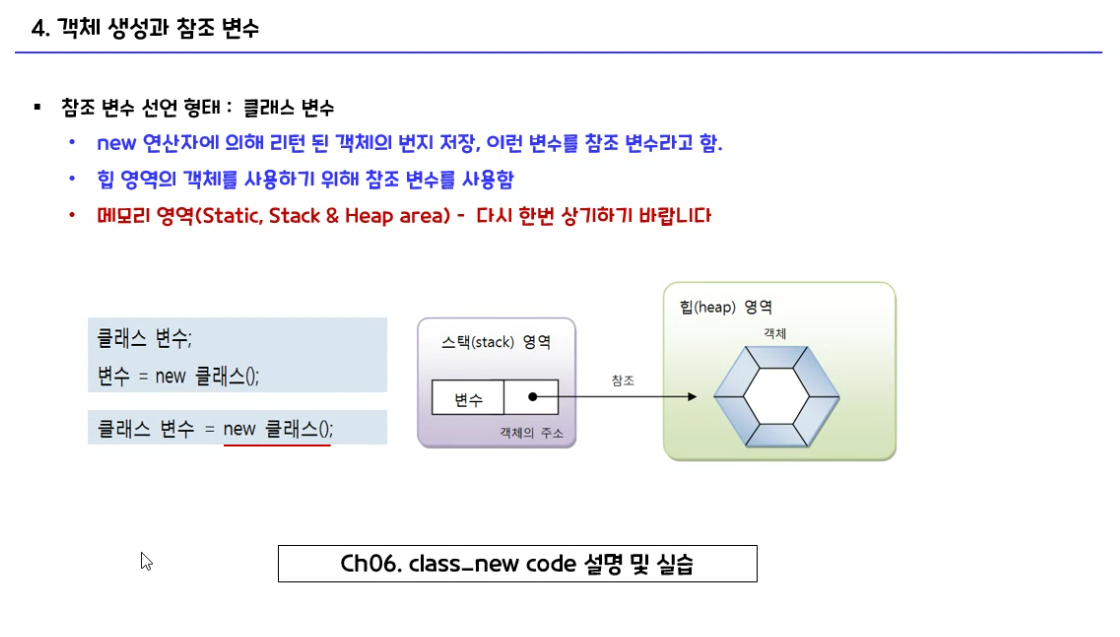 4. 객체 생성과 참조 변수
▪ 참조 변수 선언 형태 : 클래스 변수
• new 연산자에 의해 리턴 된 객체의 번지 저장, 이런 변수를 참조 변수라고 함.
• 힙 영역의 객체를 사용하기 위해 참조 변수를 사용함
• 메모리 영역(Static, Stack & Heap area) - 다시 한번 상기하기 바랍니다
클래스 변수;
변수 = new 클래스();
클래스 변수 = new 클래스();
스택(stack) 영역
변수
객체의 주소
참조
힙(heap) 영역
객체
Ch06. class_new code 설명 및 실습